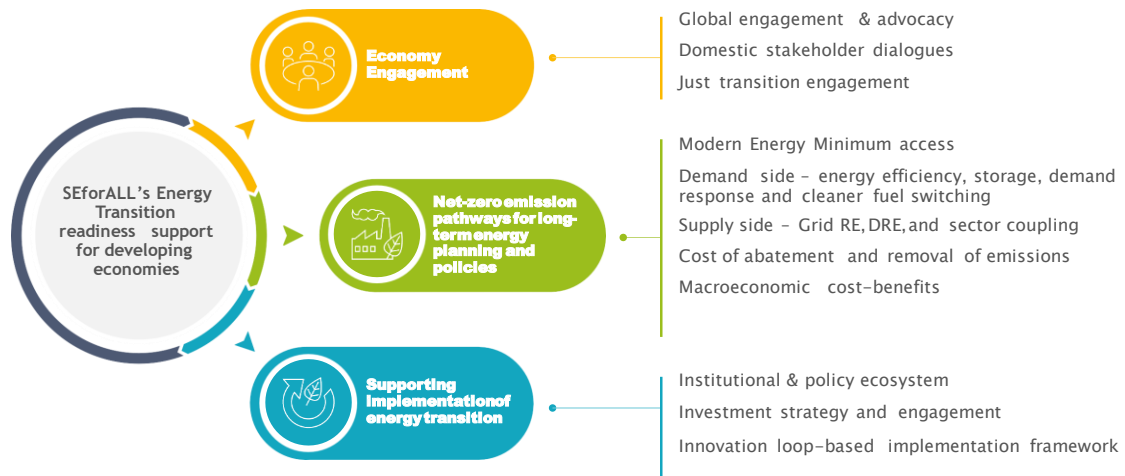 SEforALL's Energy
Transition
readiness support
for developing
economies
Economy
Engagement
Global engagement & advocacy
Domestic stakeholder dialogues
Just transition engagement
Net-zero emission
pathways for long-
term energy
planning and
policies
Modern Energy Minimum access
Demand side – energy efficiency, storage, demand
response and cleaner fuel switching
Supply side – Grid RE, DRE, and sector coupling
Cost of abatement and removal of emissions
Macroeconomic cost-benefits
Supporting
implementation of
energy transition
Institutional & policy ecosystem
Investment strategy and engagement
Innovation loop-based implementation framework